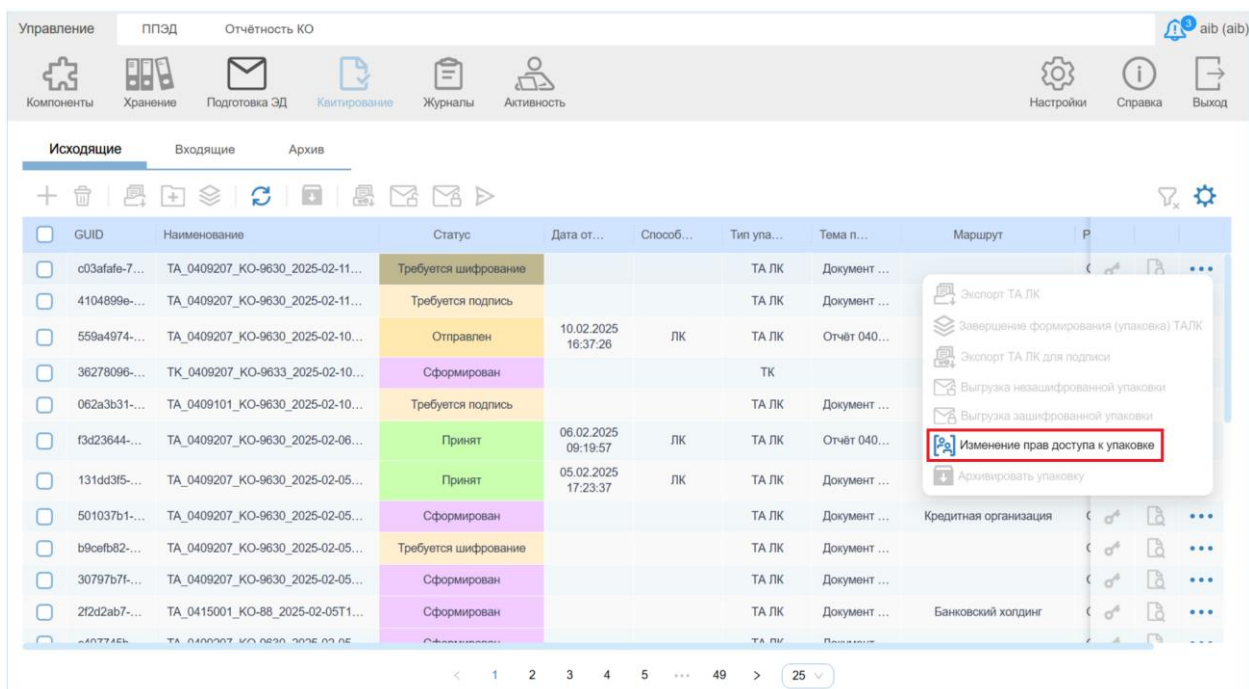 Управление ППЭД Отчётность КО 3 aib (aib)
Компоненты Хранение Подготовка ЭД Квитирование Журналы Активность Настройки Справка Выход
Исходящие Входящие Архив
GUID Наименование Статус Дата от... Способ... Тип упа... Тема п... Маршрут Р
c03afafe-7... TA_0409207_KO-9630_2025-02-11... Требуется шифрование ТА ЛК Документ ...
4104899e-... TA_0409207_KO-9630_2025-02-11... Требуется подпись ТА ЛК Документ ...
559a4974-... TA_0409207_KO-9630_2025-02-10... Отправлен 10.02.2025 16:37:26 ЛК ТА ЛК Отчёт 040...
36278096-... TK_0409207_KO-9633_2025-02-10... Сформирован ТК
062a3b31-... TA_0409101_KO-9630_2025-02-10... Требуется подпись ТА ЛК Документ ...
f3d23644-... TA_0409207_KO-9630_2025-02-06... Принят 06.02.2025 09:19:57 ЛК ТА ЛК Отчёт 040...
131dd3f5-... TA_0409207_KO-9630_2025-02-05... Принят 05.02.2025 17:23:37 ЛК ТА ЛК Документ ...
Экспорт ТА ЛК
Завершение формирования (упаковка) ТАЛК
Экспорт ТА ЛК для подписи
Выгрузка незашифрованной упаковки
Выгрузка зашифрованной упаковки
Изменение прав доступа к упаковке
Архивировать упаковку
501037b1-... TA_0409207_KO-9630_2025-02-05... Сформирован ТА ЛК Документ ... Кредитная организация
b9cefb82-... TA_0409207_KO-9630_2025-02-05... Требуется шифрование ТА ЛК Документ ...
30797b7f-... TA_0409207_KO-9630_2025-02-05... Сформирован ТА ЛК Документ ...
2f2d2ab7-... TA_0415001_KO-88_2025-02-05T1... Сформирован ТА ЛК Документ ... Банковский холдинг
< 1 2 3 4 5 ••• 49 > 25